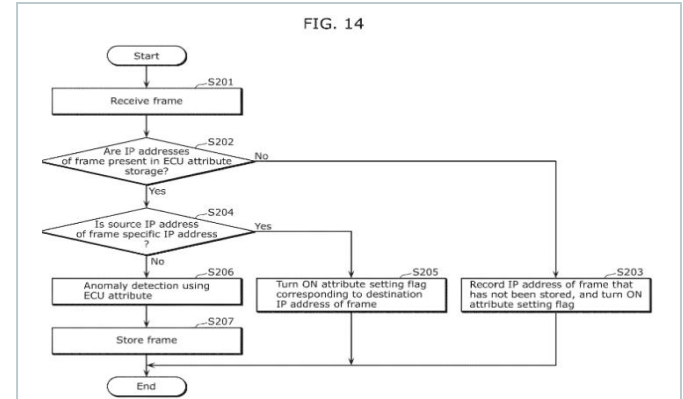 FIG. 14
Start
S201
Receive frame
S202
Are IP addresses
of frame present in ECU attribute
storage?
No
Yes
S204
Is source IP address
of frame specific IP address
?
Yes
No
S206
Anomaly detection using
ECU attribute
S205
Turn ON attribute setting flag
corresponding to destination
IP address of frame
S203
Record IP address of frame that
has not been stored, and turn ON
attribute setting flag
S207
Store frame
End